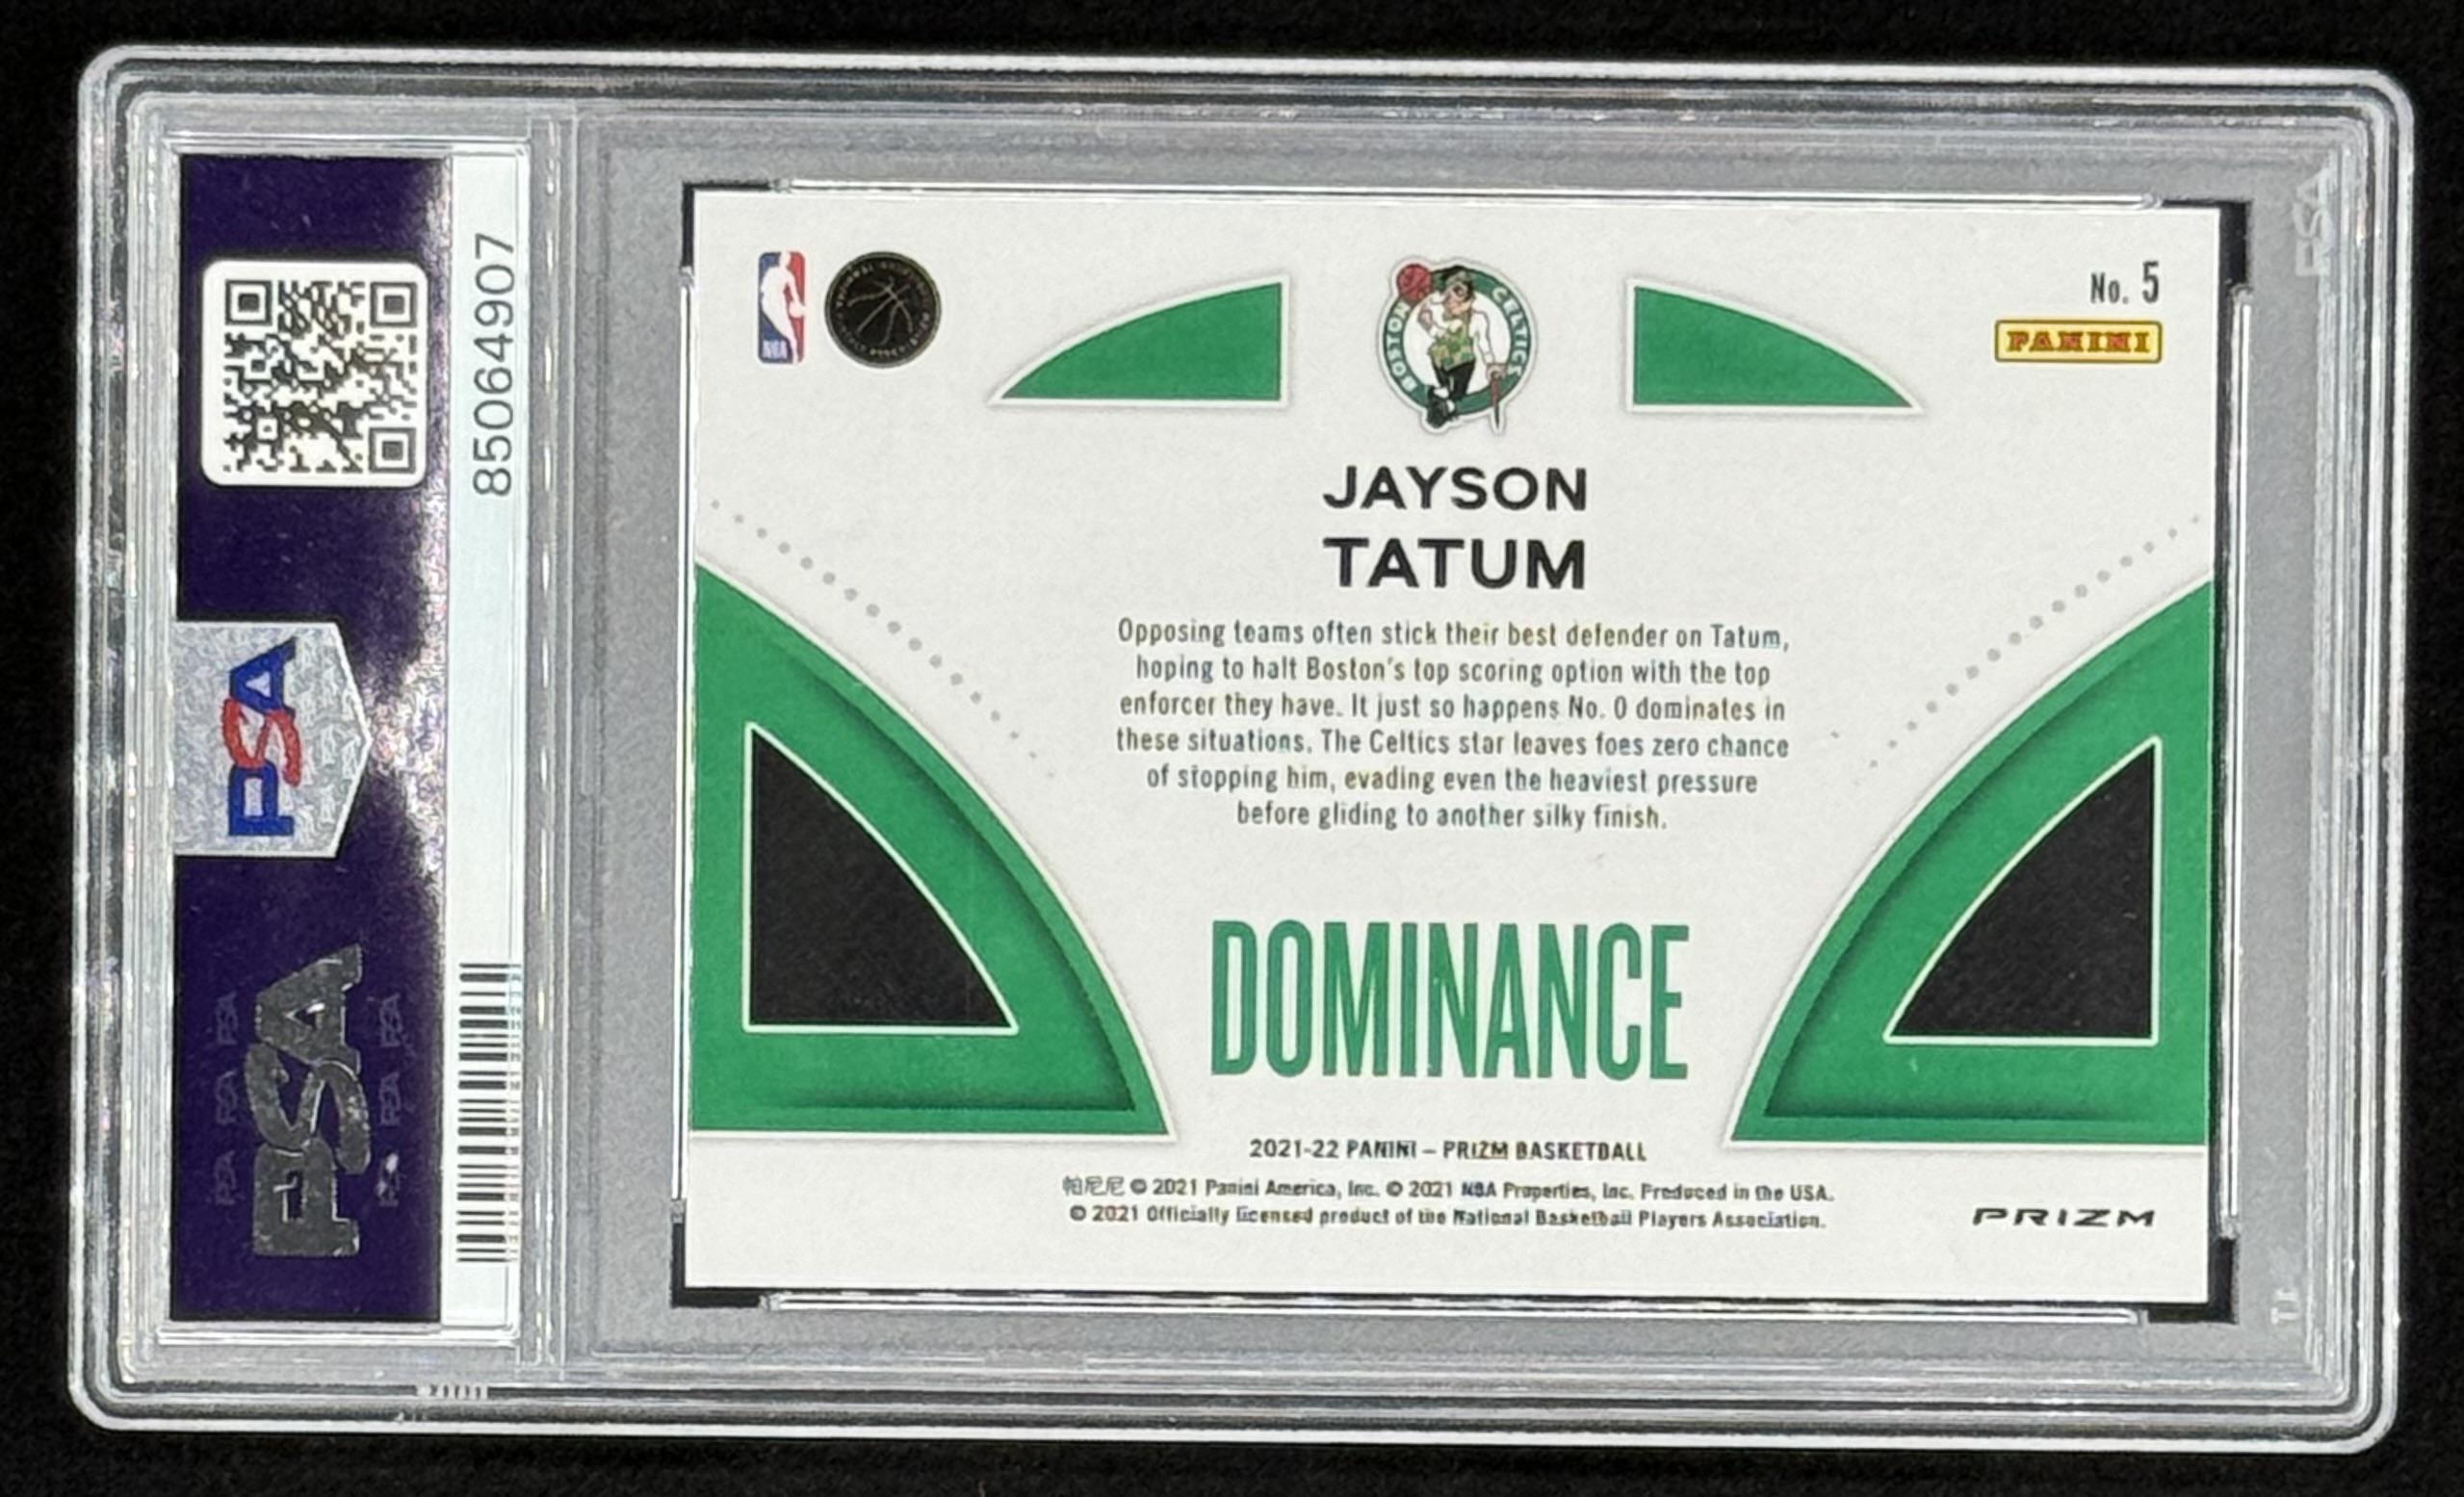 85064907
PSA
PSA
NBA
BOSTON CELTICS
No. 5
PANINI
JAYSON
TATUM
Opposing teams often stick their best defender on Tatum,
hoping to halt Boston's top scoring option with the top
enforcer they have. It just so happens No. 0 dominates in
these situations. The Celtics star leaves foes zero chance
of stopping him, evading even the heaviest pressure
before gliding to another silky finish.
DOMINANCE
2021-22 PANINI – PRIZM BASKETBALL
帕尼尼 © 2021 Panini America, Inc. © 2021 NBA Properties, Inc. Produced in the USA.
© 2021 Officially licensed product of the National Basketball Players Association.
PRIZM
PSA